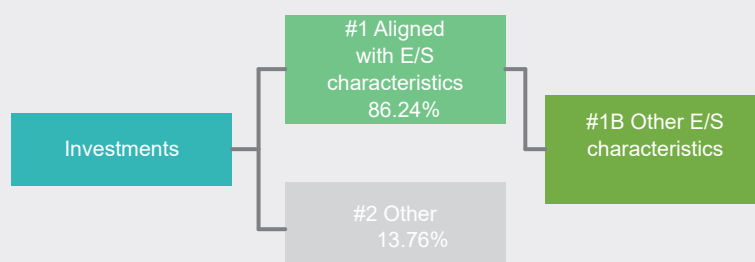 Investments
#1 Aligned
with E/S
characteristics
86.24%
#2 Other
13.76%
#1B Other E/S
characteristics